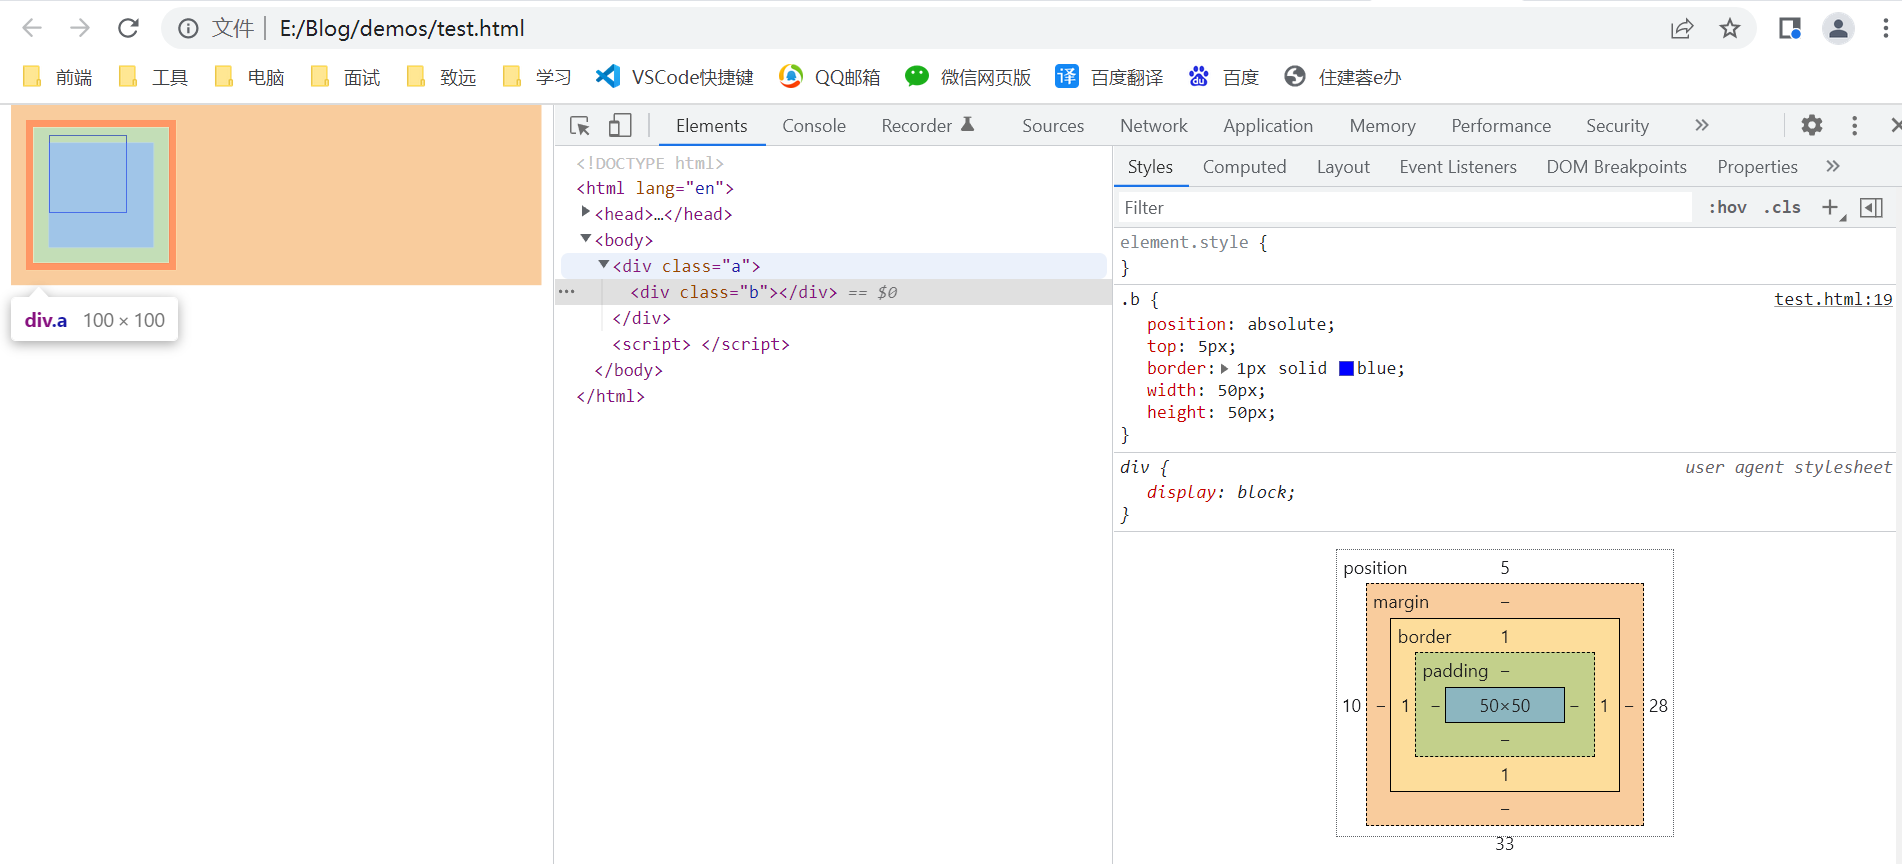 文件 | E:/Blog/demos/test.html
前端 工具 电脑 面试 致远 学习 VSCode快捷键 QQ邮箱 微信网页版 译 百度翻译 du 百度 住建蓉e办
div.a 100 × 100
Elements Console Recorder Sources Network Application Memory Performance Security »
<!DOCTYPE html>
<html lang="en">
<head>…</head>
<body>
<div class="a">
<div class="b"></div> == $0
</div>
<script> </script>
</body>
</html>
Styles Computed Layout Event Listeners DOM Breakpoints Properties »
Filter :hov .cls +
element.style {
}
.b { test.html:19
position: absolute;
top: 5px;
border: 1px solid blue;
width: 50px;
height: 50px;
}
div { user agent stylesheet
display: block;
}
position 5
margin –
border 1
padding –
10 – 1 – 50×50 – 1 – 28
–
1
–
33